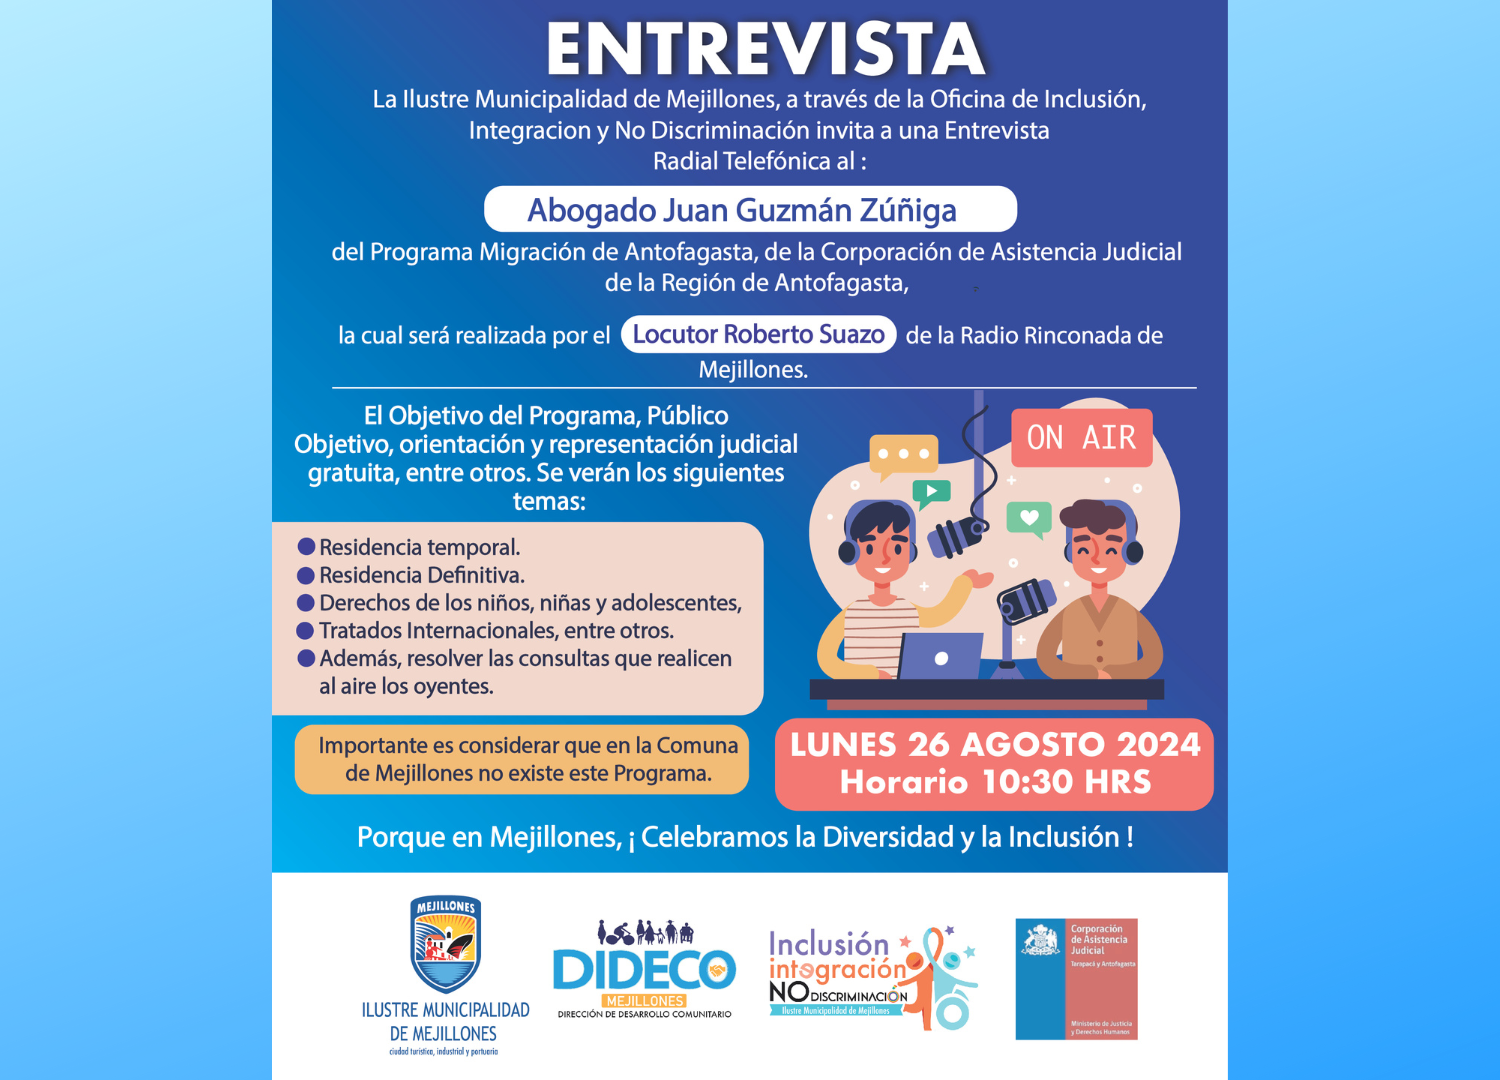 ENTREVISTA
La Ilustre Municipalidad de Mejillones, a través de la Oficina de Inclusión,
Integracion y No Discriminación invita a una Entrevista
Radial Telefónica al :
Abogado Juan Guzmán Zúñiga
del Programa Migración de Antofagasta, de la Corporación de Asistencia Judicial
de la Región de Antofagasta,
la cual será realizada por el Locutor Roberto Suazo de la Radio Rinconada de
Mejillones.
El Objetivo del Programa, Público
Objetivo, orientación y representación judicial
gratuita, entre otros. Se verán los siguientes
temas:
ON AIR
Residencia temporal.
Residencia Definitiva.
Derechos de los niños, niñas y adolescentes,
Tratados Internacionales, entre otros.
Además, resolver las consultas que realicen
al aire los oyentes.
Importante es considerar que en la Comuna
de Mejillones no existe este Programa.
LUNES 26 AGOSTO 2024
Horario 10:30 HRS
Porque en Mejillones, ¡ Celebramos la Diversidad y la Inclusión !
MEJILLONES
ILUSTRE MUNICIPALIDAD
DE MEJILLONES
ciudad turística, industrial y portuaria
DIDECO
MEJILLONES
DIRECCIÓN DE DESARROLLO COMUNITARIO
Inclusión
integración
NO DISCRIMINACIÓN
Ilustre Municipalidad de Mejillones
Corporación
de Asistencia
Judicial
Tarapacá y Antofagasta
Ministerio de Justicia
y Derechos Humanos